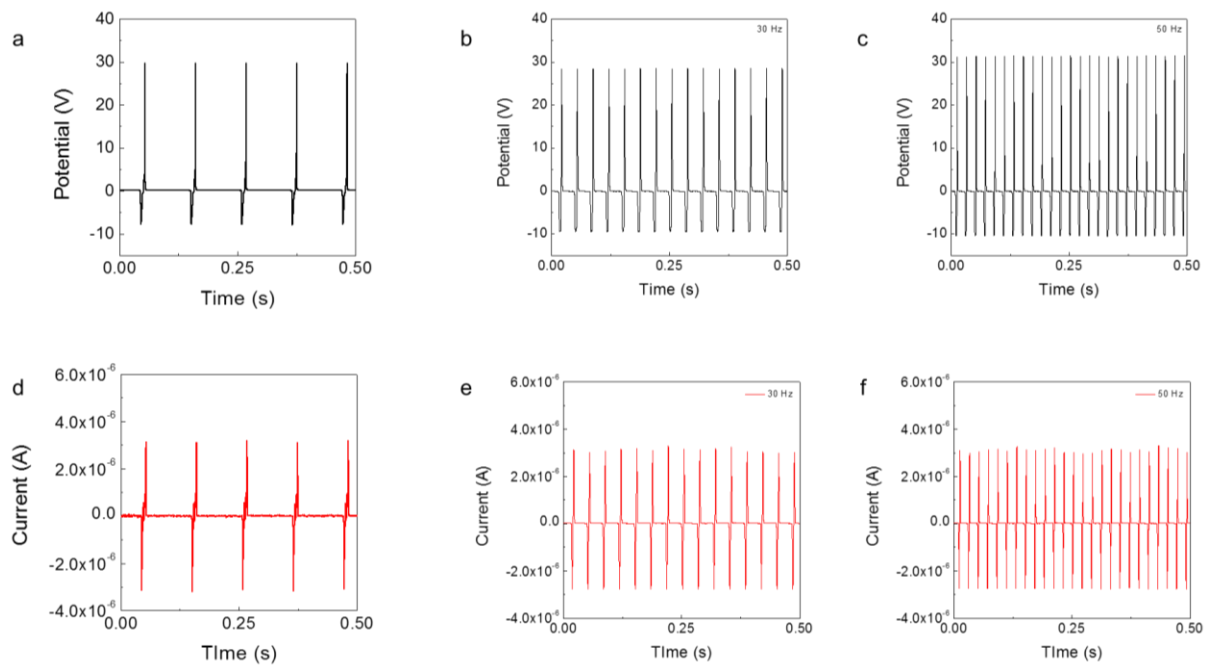 a
40
30
20
10
0
-10
Potential (V)
0.00 0.25 0.50
Time (s)
b
30 Hz
40
30
20
10
0
-10
Potential (V)
0.00 0.25 0.50
Time (s)
c
50 Hz
40
30
20
10
0
-10
Potential (V)
0.00 0.25 0.50
Time (s)
d
6.0x10⁻⁶
4.0x10⁻⁶
2.0x10⁻⁶
0.0
-2.0x10⁻⁶
-4.0x10⁻⁶
Current (A)
0.00 0.25 0.50
TIme (s)
e
30 Hz
6.0x10⁻⁶
4.0x10⁻⁶
2.0x10⁻⁶
0.0
-2.0x10⁻⁶
-4.0x10⁻⁶
Current (A)
0.00 0.25 0.50
TIme (s)
f
50 Hz
6.0x10⁻⁶
4.0x10⁻⁶
2.0x10⁻⁶
0.0
-2.0x10⁻⁶
-4.0x10⁻⁶
Current (A)
0.00 0.25 0.50
TIme (s)